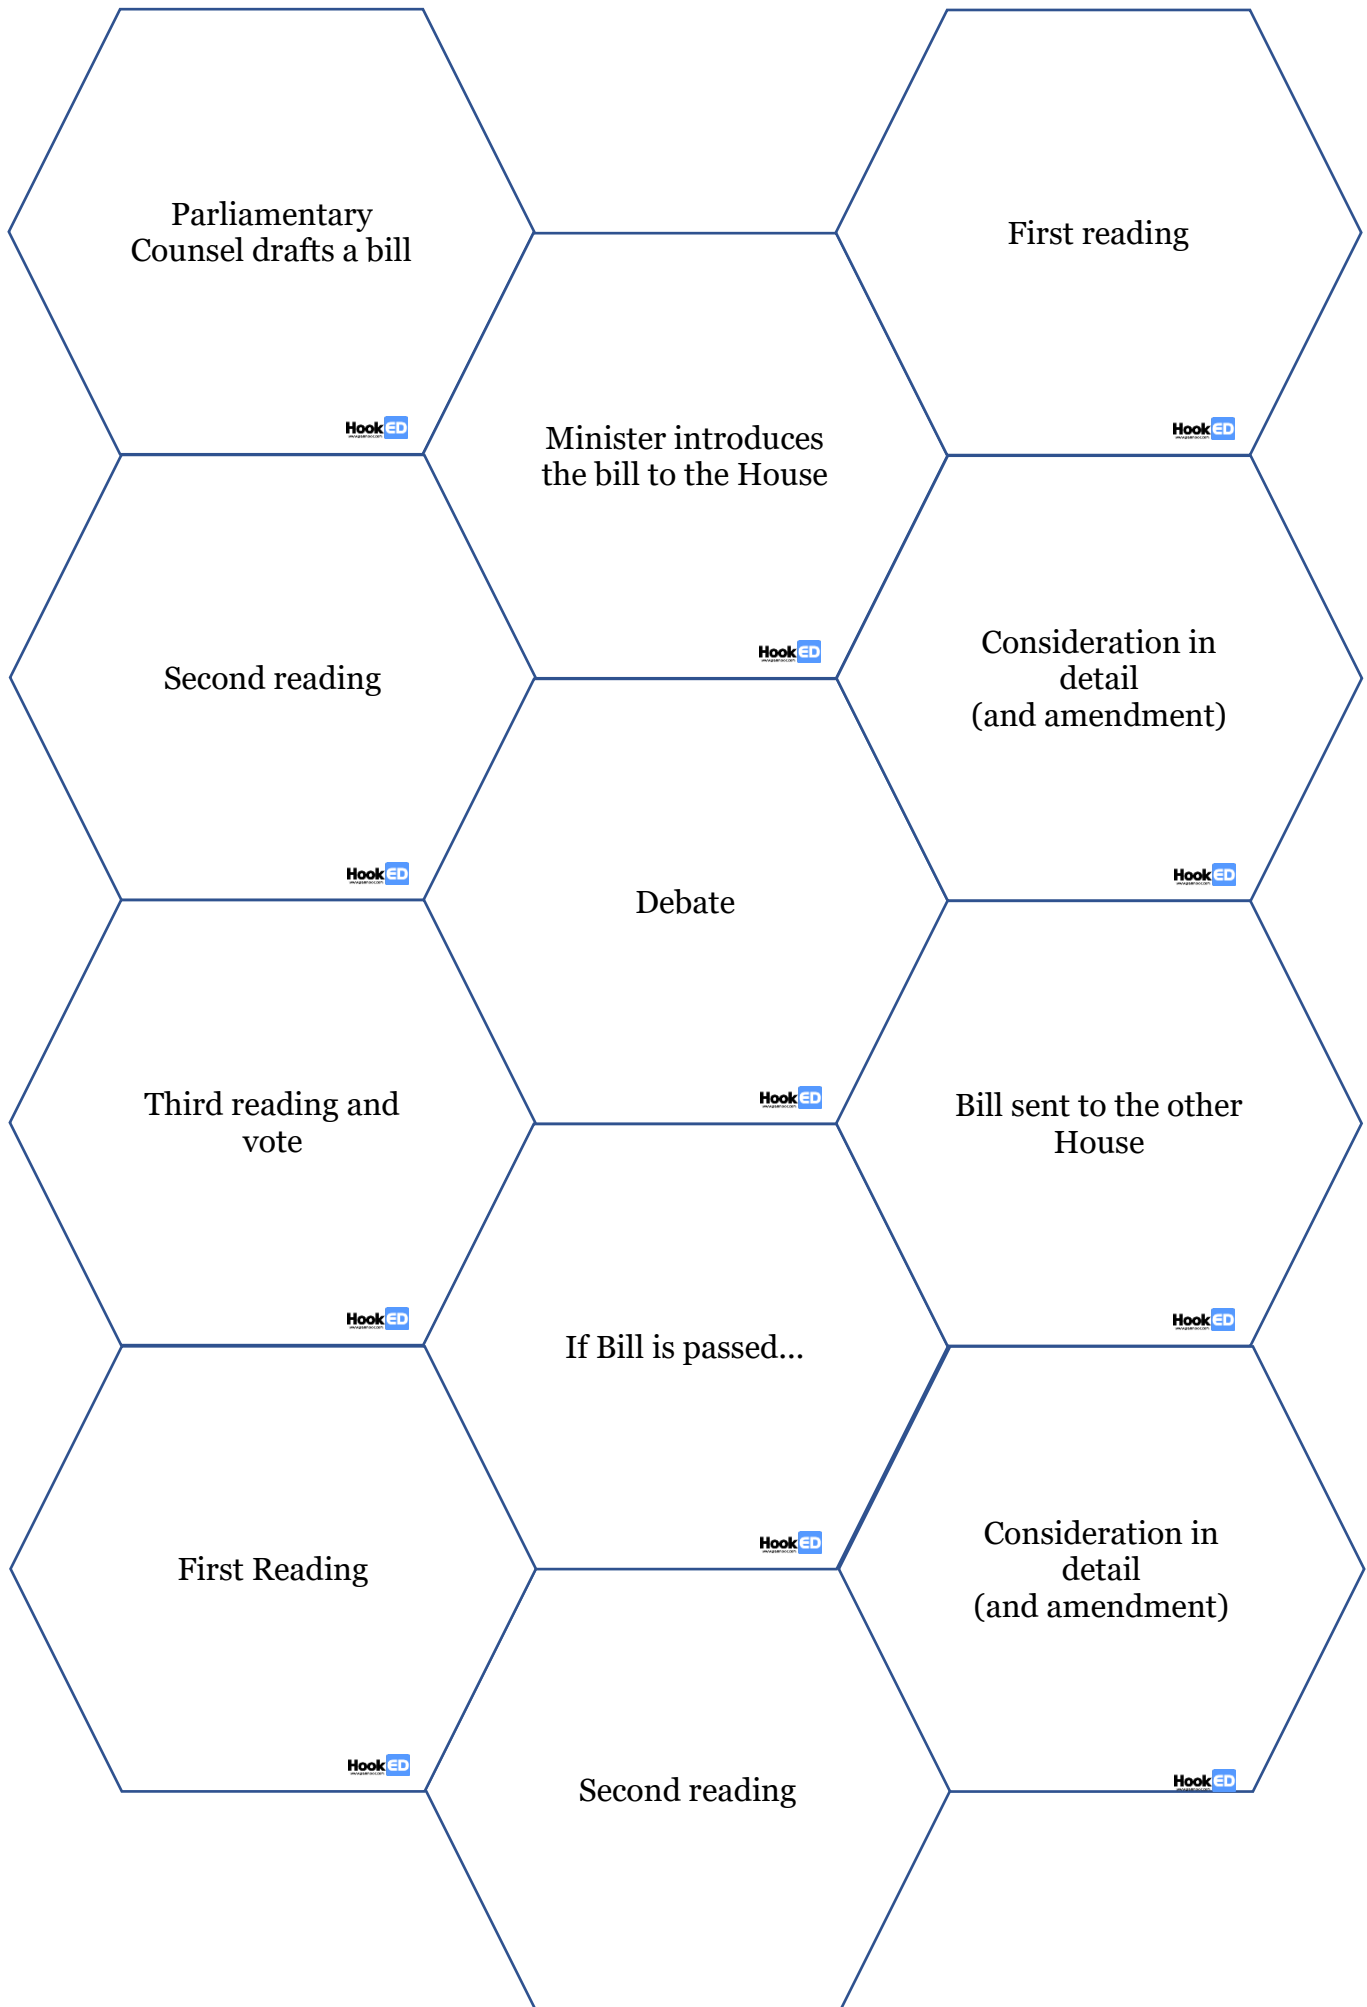 Parliamentary
Counsel drafts a bill
HookED
Minister introduces
the bill to the House
HookED
First reading
HookED
Second reading
HookED
Debate
HookED
Consideration in
detail
(and amendment)
HookED
Third reading and
vote
HookED
If Bill is passed...
HookED
Bill sent to the other
House
HookED
First Reading
HookED
Second reading
Consideration in
detail
(and amendment)
HookED